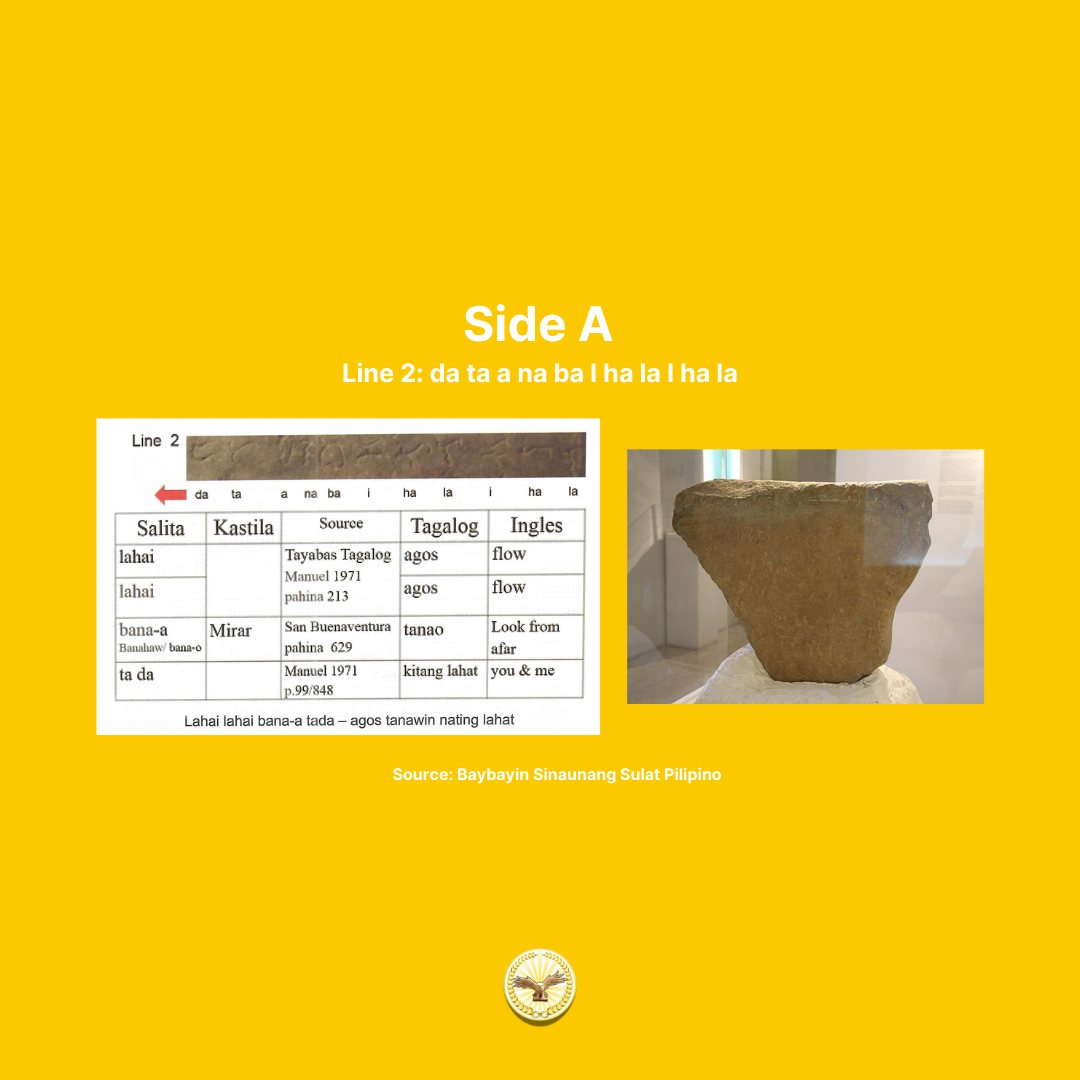 Side A
Line 2: da ta a na ba I ha la I ha la
Line 2
da ta a na ba i ha la i ha la
Salita Kastila Source Tagalog Ingles
lahai Tayabas Tagalog agos flow
Manuel 1971
lahai pahina 213 agos flow
bana-a Mirar San Buenaventura tanao Look from
Banahaw/ bana-o pahina 629 afar
ta da Manuel 1971 kitang lahat you & me
p.99/848
Lahai lahai bana-a tada – agos tanawin nating lahat
Source: Baybayin Sinaunang Sulat Pilipino